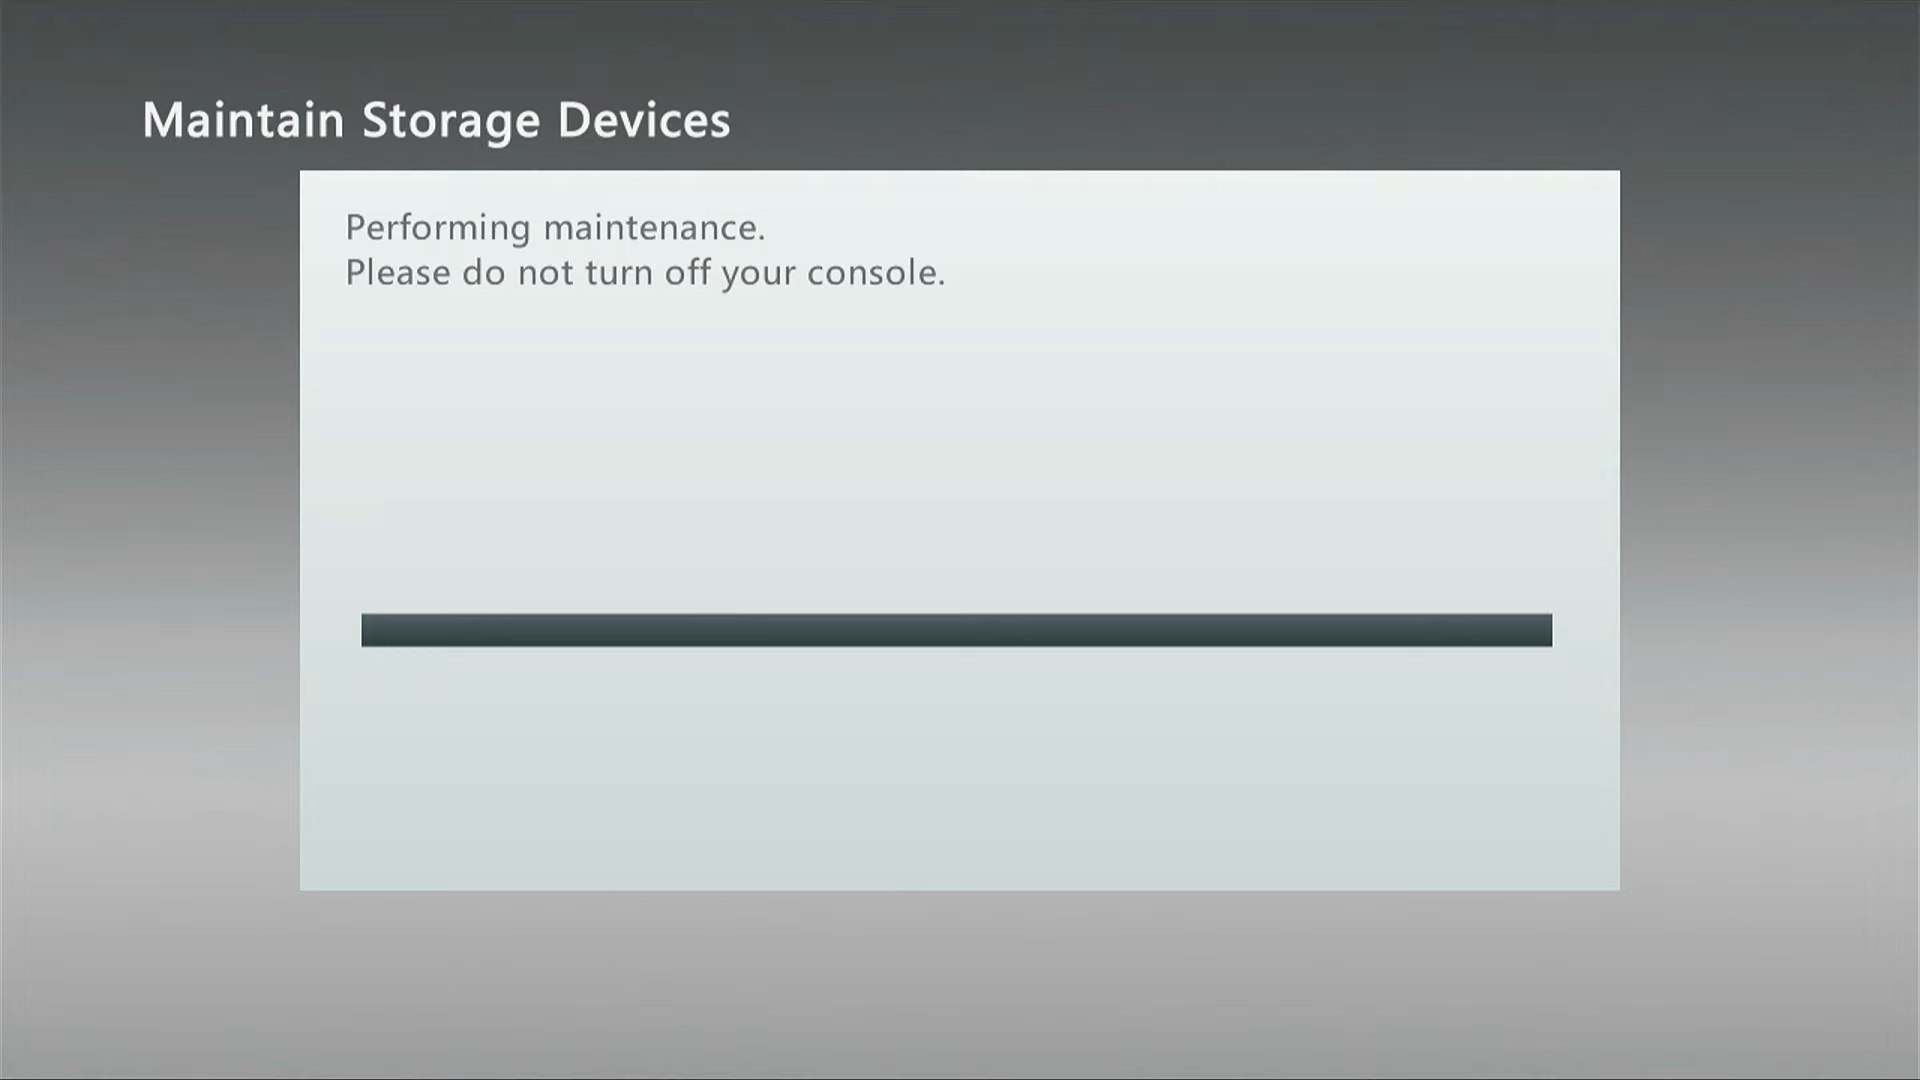 Maintain Storage Devices
Performing maintenance.
Please do not turn off your console.